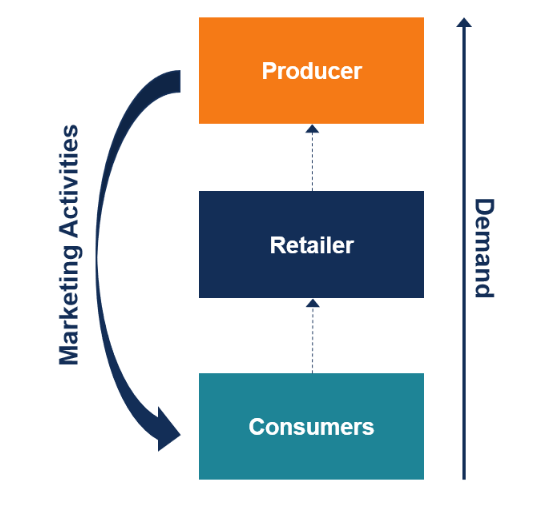 Producer
Marketing Activities
Retailer
Demand
Consumers